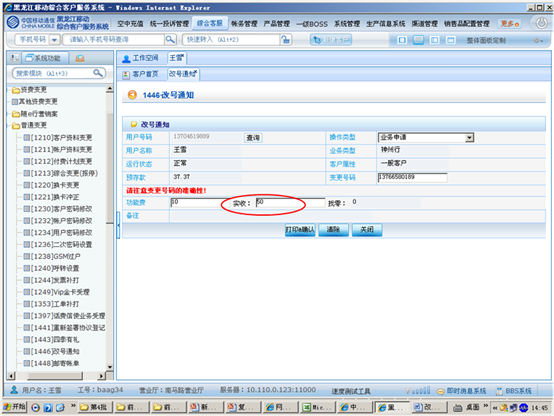 黑龙江移动综合客户服务系统 - Windows Internet Explorer
中国移动通信 CHINA MOBILE 黑龙江移动 综合客户服务系统 空中充值 统一投诉管理 综合客服 帐务管理 产品管理 一级BOSS 系统管理 生产信息系统 渠道管理 销售品配置管理 更多
手机号码 请输入手机号码查询 快速转入 (Alt+2) 整体面板定制
系统功能 工作空间 王雪
搜索模块 (Alt+3) 客户首页 改号通知
资费变更
其他资费变更
随e行营销案
普通变更
[1210]客户资料变更
[1211]帐户资料变更
[1212]付费计划变更
[1213]综合变更(报停)
[1220]换卡变更
[1221]换卡冲正
[1230]客户密码修改
[1232]帐户密码修改
[1234]用户密码修改
[1236]二次密码设置
[1238]GSM过户
[1240]呼转设置
[1244]发票补打
[1249]Vip金卡受理
[1353]工单补打
[1397]话费信使业务受理
[1441]重新签署协议登记
[1443]四季有礼
[1446]改号通知
[1448]邮寄帐单
1446-改号通知
改号通知
用户号码 13704519889 查询 操作类型 业务申请
用户名称 王雪 业务类型 神州行
运行状态 正常 客户属性 一般客户
预存款 37.37 变更号码 13766580189
请注意变更号码的准确性!
功能费 50 实收: 50 找零: 0
备注
打印&确认 清除 关闭
用户名: 王雪 工号: baag34 营业厅: 南马路营业厅 服务器: 10.110.0.123:11000 速度测试工具 即时消息系统 BBS系统
开始 第4批 前... 前... 新... 复... 网... Mic... 中... 黑... 改... 桌面 14:45